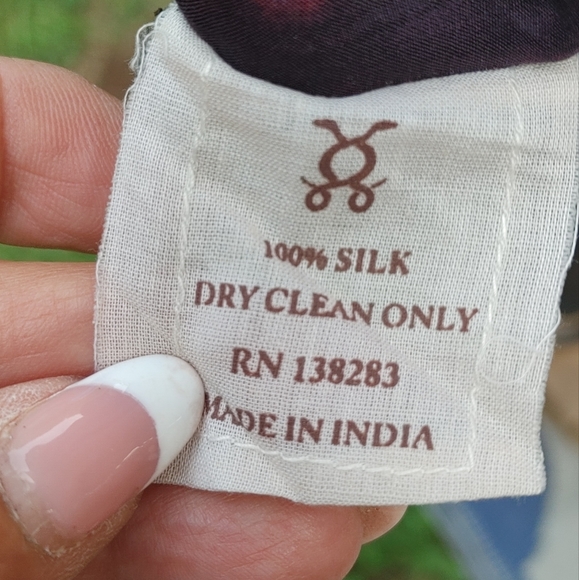 100% SILK
DRY CLEAN ONLY
RN 138283
MADE IN INDIA